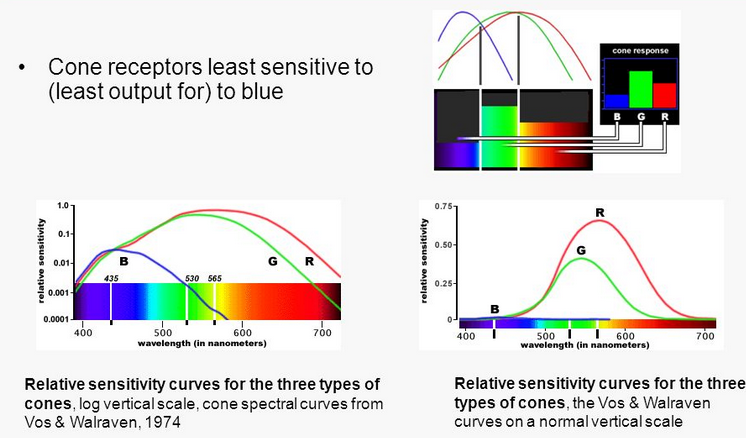 • Cone receptors least sensitive to
(least output for) to blue
cone response
B G R
relative sensitivity
1.0
0.1
0.01
0.001
0.0001
B G R
435 530 565
400 500 600 700
wavelength (in nanometers)
relative sensitivity
0.75
0.50
0.25
0
R
G
B
400 500 600 700
wavelength (in nanometers)
Relative sensitivity curves for the three types of
cones, log vertical scale, cone spectral curves from
Vos & Walraven, 1974
Relative sensitivity curves for the three
types of cones, the Vos & Walraven
curves on a normal vertical scale